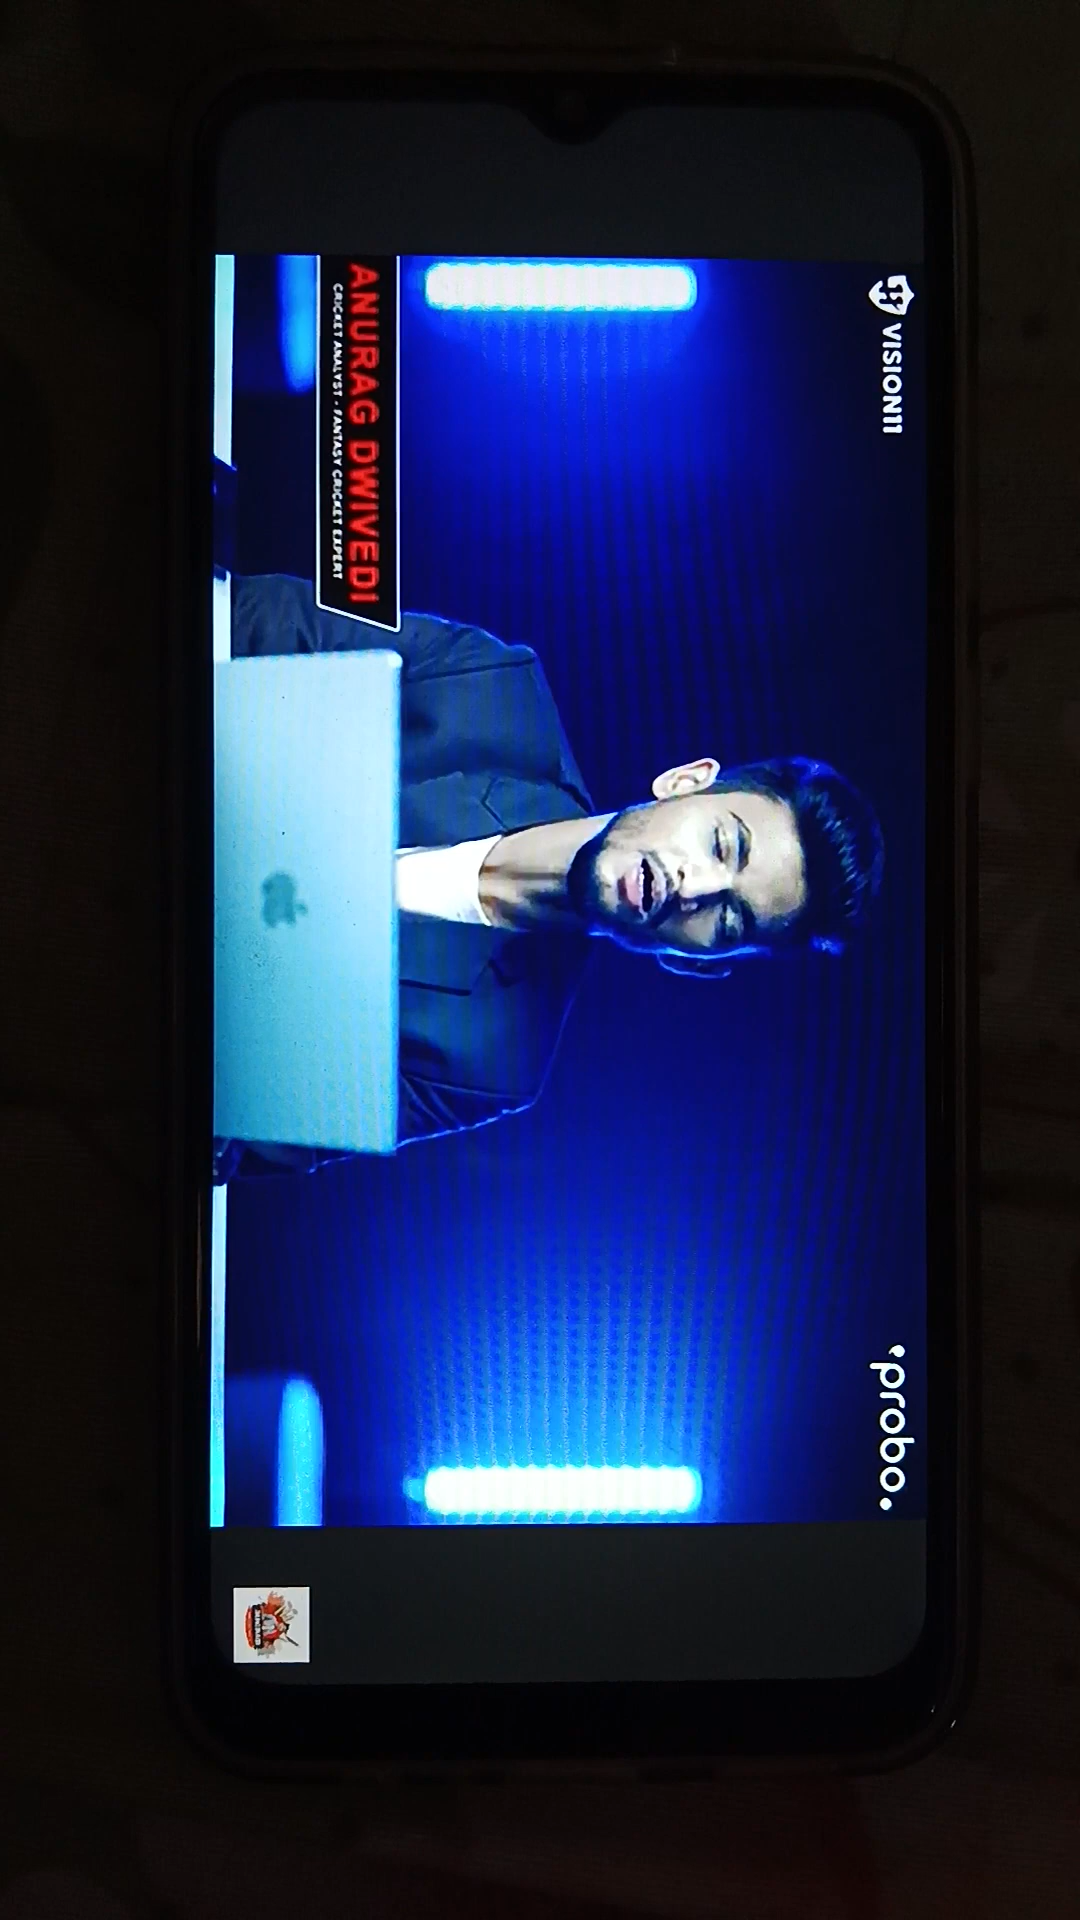 VISION11
probo.
ANURAG DWIVEDI
CRICKET ANALYST - FANTASY CRICKET EXPERT